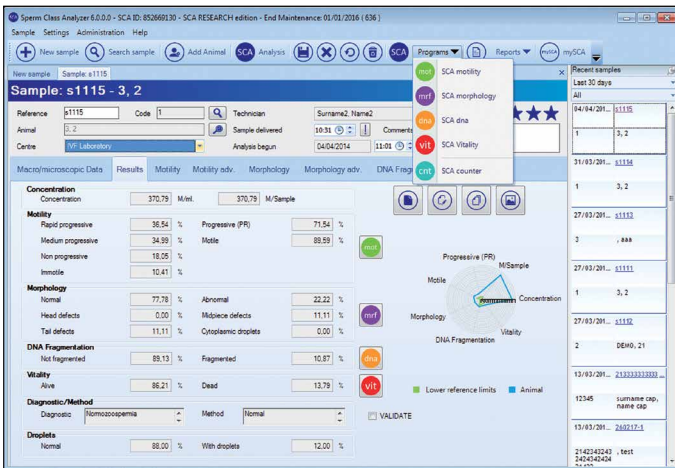 Sperm Class Analyzer 6.0.0.0 - SCA ID: 852669130 - SCA RESEARCH edition - End Maintenance: 01/01/2016 ( 636 )
Sample Settings Administration Help
New sample Search sample Add Animal SCA Analysis SCA Programs Reports mySCA mySCA
New sample Sample: s1115 Recent samples
Sample: s1115 - 3, 2 Last 30 days
All
mot SCA motility
mrf SCA morphology
dna SCA dna
vit SCA Vitality
cnt SCA counter
Reference s1115 Code 1 Technician Surname2, Name2
Animal 3, 2 Sample delivered 10:31 Comments
Centre IVF Laboratory Analysis begun 04/04/2014 11:01
Macro/microscopic Data Results Motility Motility adv. Morphology Morphology adv. DNA Frag
Concentration
Concentration 370,79 M/ml. 370,79 M/Sample
Motility
Rapid progressive 36,54 % Progressive (PR) 71,54 %
Medium progressive 34,99 % Motile 89,59 %
Non progressive 18,05 %
Immotile 10,41 %
mot
Morphology
Normal 77,78 % Abnormal 22,22 %
Head defects 0,00 % Midpiece defects 11,11 %
Tail defects 11,11 % Cytoplasmic droplets 0,00 %
mrf
DNA Fragmentation
Not fragmented 89,13 % Fragmented 10,87 %
dna
Vitality
Alive 86,21 % Dead 13,79 %
vit
Diagnostic/Method
Diagnostic Normozoospermia Method Normal
VALIDATE
Droplets
Normal 88,00 % With droplets 12,00 %
Progressive (PR)
M/Sample
Motile
Concentration
Morphology
Vitality
DNA Fragmentation
Lower reference limits Animal
04/04/201... s1115
1 3, 2
31/03/201... s1114
1 3, 2
27/03/201... s1113
3 , aaa
27/03/201... s1111
1 3, 2
27/03/201... s1112
2 DEMO, 21
13/03/201... 213333333333 ...
12345 surname cap,
name cap
13/03/201... 260217-1
2142343243 , test
2424342424